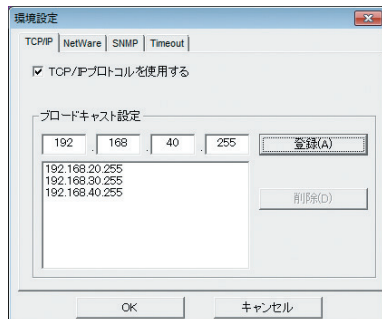 環境設定
TCP/IP NetWare SNMP Timeout
TCP/IPプロトコルを使用する
ブロードキャスト設定
192 . 168 . 40 . 255 登録(A)
192.168.20.255
192.168.30.255
192.168.40.255
削除(D)
OK キャンセル